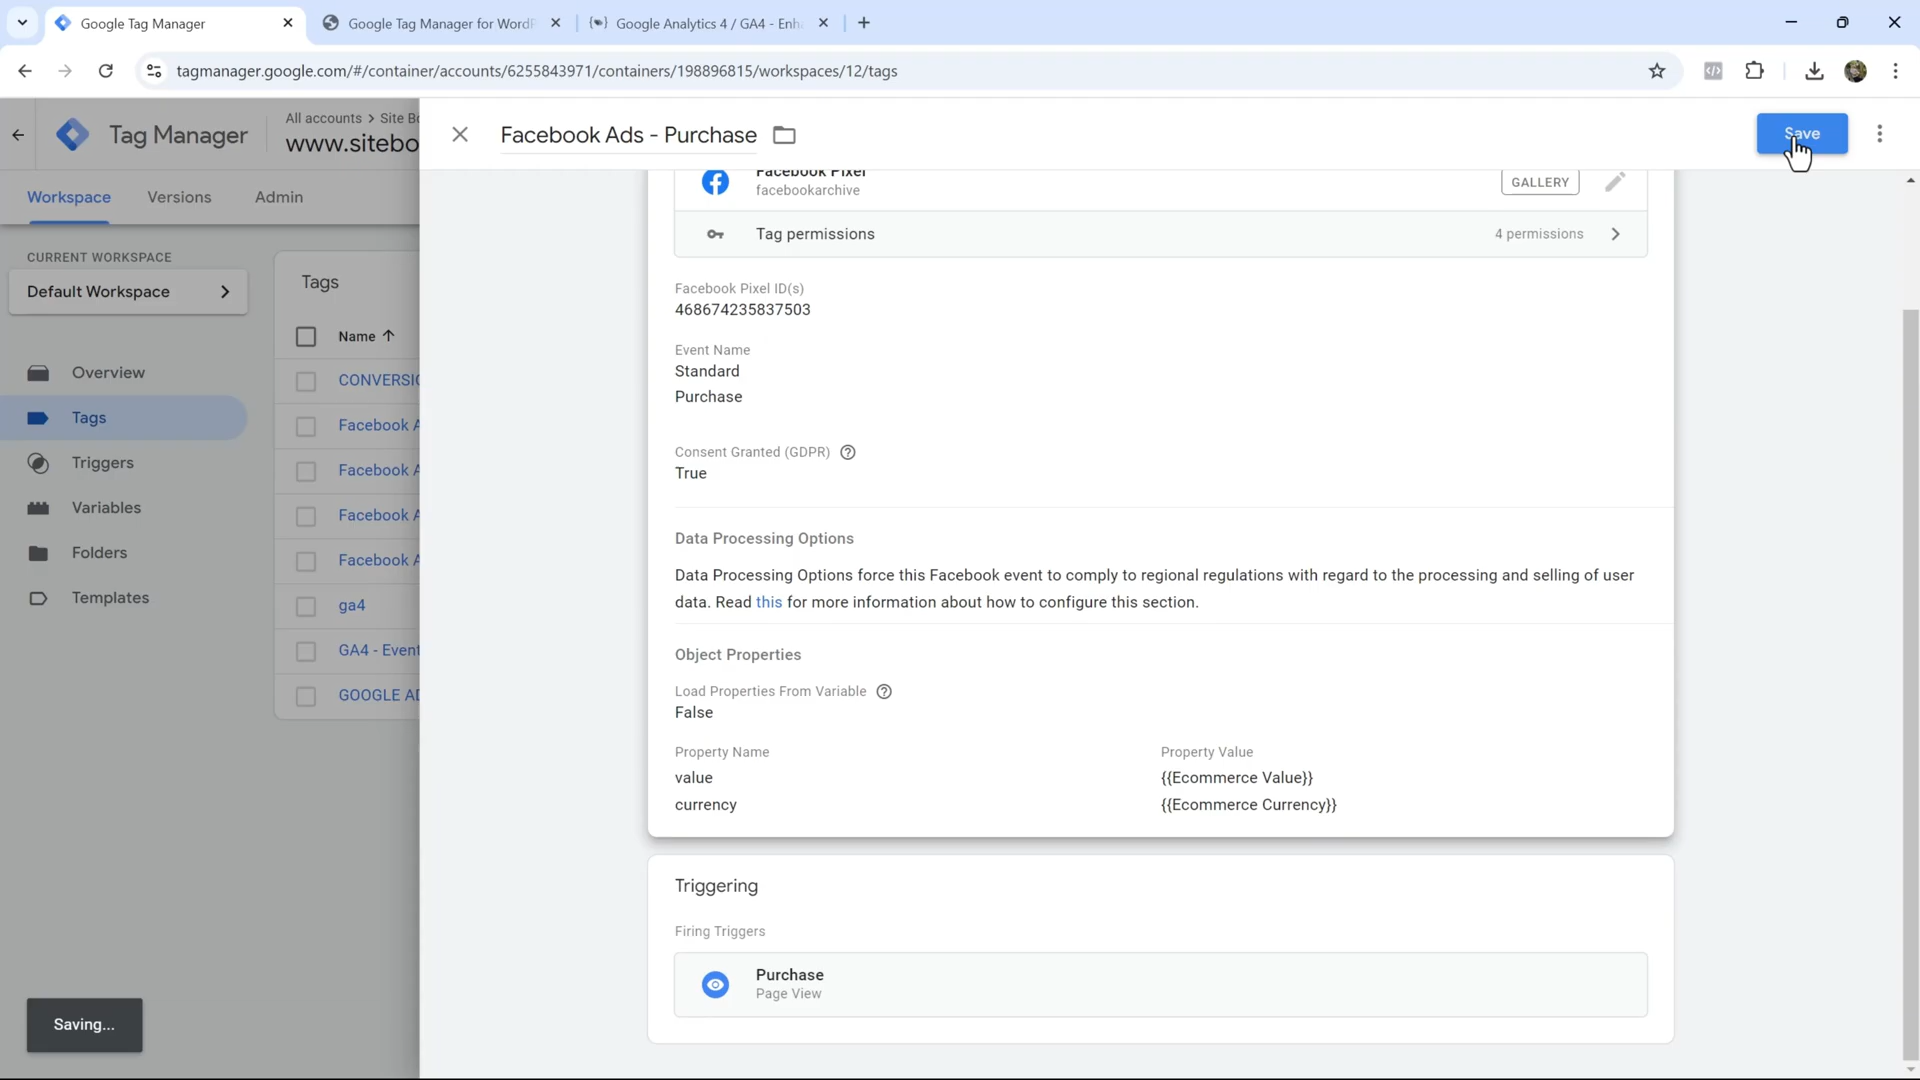 Google Tag Manager
Google Tag Manager for WordP
Google Analytics 4 / GA4 - Enh
tagmanager.google.com/#/container/accounts/6255843971/containers/198896815/workspaces/12/tags
Tag Manager
All accounts > Site Bo
www.sitebo
Facebook Ads - Purchase
Save
Workspace
Versions
Admin
CURRENT WORKSPACE
Default Workspace
Overview
Tags
Triggers
Variables
Folders
Templates
Tags
Name
CONVERSIO
Facebook A
Facebook A
Facebook A
Facebook A
ga4
GA4 - Event
GOOGLE AD
Facebook Pixel
facebookarchive
GALLERY
Tag permissions
4 permissions
Facebook Pixel ID(s)
468674235837503
Event Name
Standard
Purchase
Consent Granted (GDPR)
True
Data Processing Options
Data Processing Options force this Facebook event to comply to regional regulations with regard to the processing and selling of user
data. Read this for more information about how to configure this section.
Object Properties
Load Properties From Variable
False
Property Name
Property Value
value
{{Ecommerce Value}}
currency
{{Ecommerce Currency}}
Triggering
Firing Triggers
Purchase
Page View
Saving...